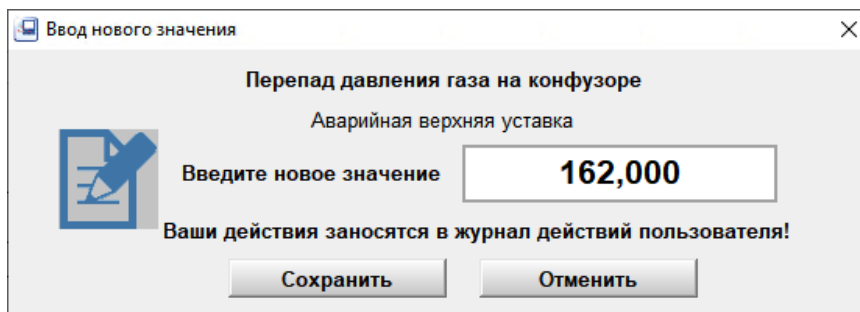 Ввод нового значения
Перепад давления газа на конфузоре
Аварийная верхняя уставка
Введите новое значение 162,000
Ваши действия заносятся в журнал действий пользователя!
Сохранить Отменить